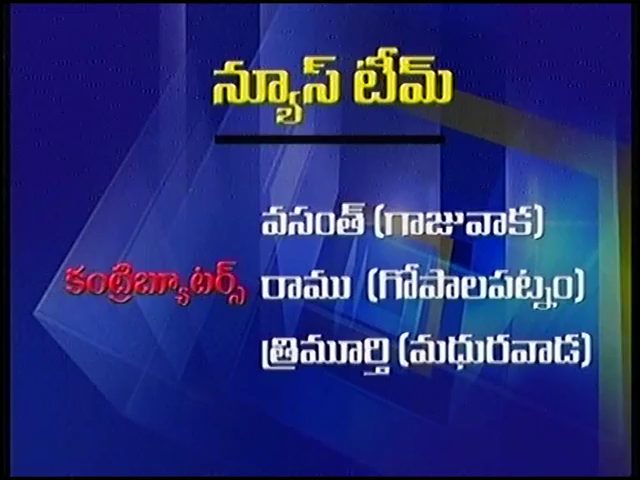 న్యూస్ టీమ్
వసంత్ (గాజువాక)
కంట్రిబ్యూటర్స్ రాము (గోపాలపట్నం)
త్రిమూర్తి (మధురవాడ)